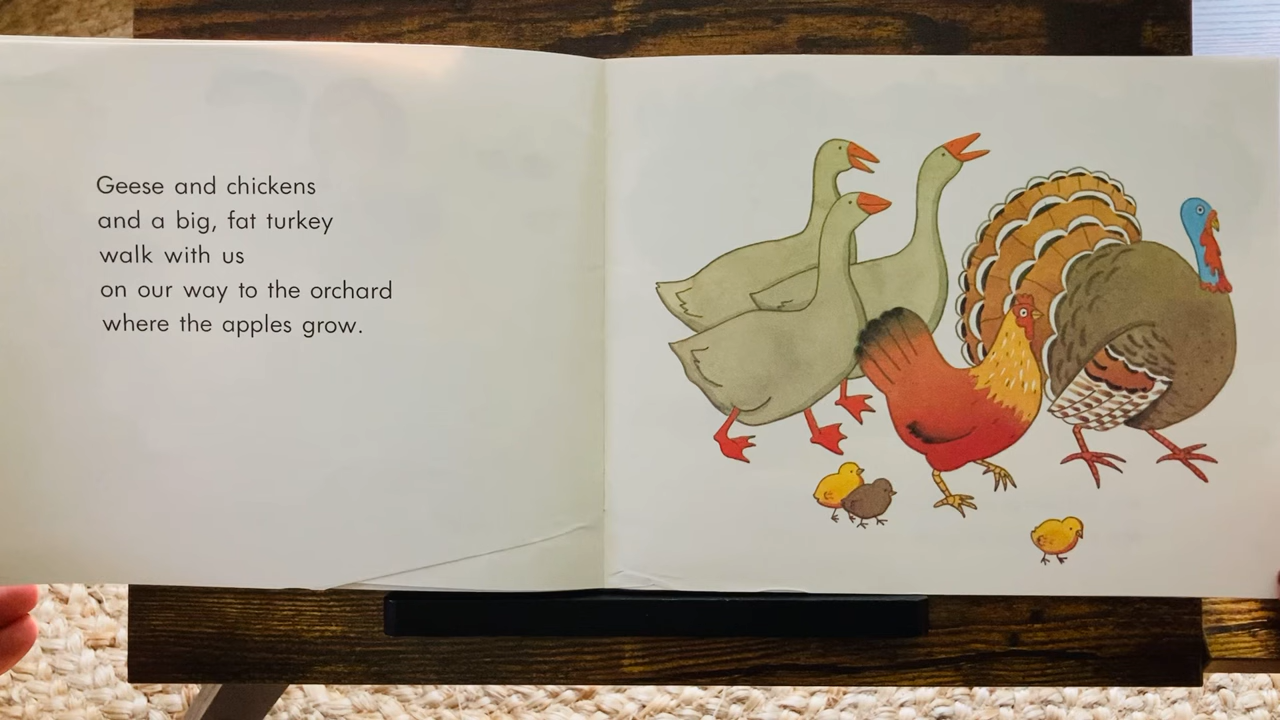 Geese and chickens
and a big, fat turkey
walk with us
on our way to the orchard
where the apples grow.